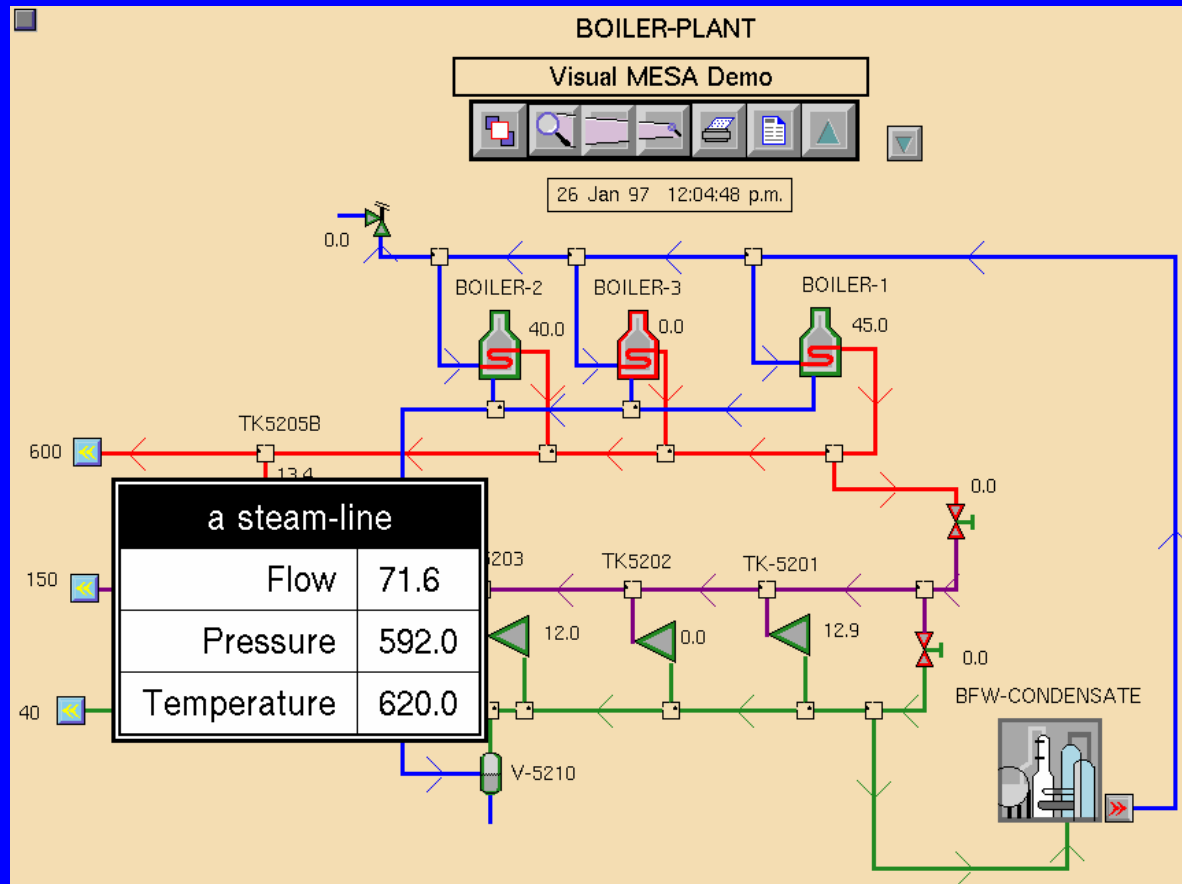 BOILER-PLANT
Visual MESA Demo
26 Jan 97 12:04:48 p.m.
0.0
BOILER-2
BOILER-3
BOILER-1
40.0
0.0
45.0
TK5205B
600
13.4
0.0
a steam-line
Flow 71.6
Pressure 592.0
Temperature 620.0
150
5203
TK5202
TK-5201
12.0
0.0
12.9
0.0
40
BFW-CONDENSATE
V-5210